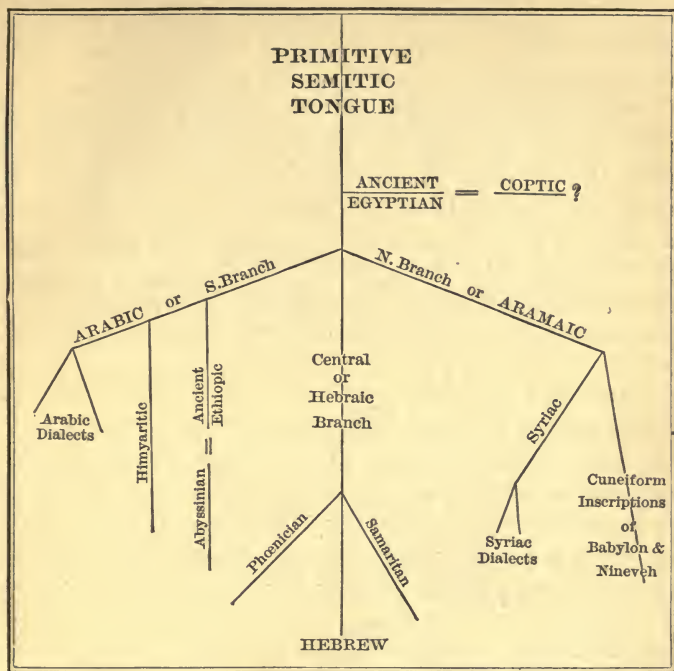 PRIMITIVE
SEMITIC
TONGUE
ANCIENT
EGYPTIAN = COPTIC ?
ARABIC or S. Branch
N. Branch or ARAMAIC
Arabic
Dialects
Himyaritic
Abyssinian = Ancient
Ethiopic
Central
or
Hebraic
Branch
Syriac
Syriac
Dialects
Cuneiform
Inscriptions
of
Babylon &
Nineveh
Phœnician
Samaritan
HEBREW